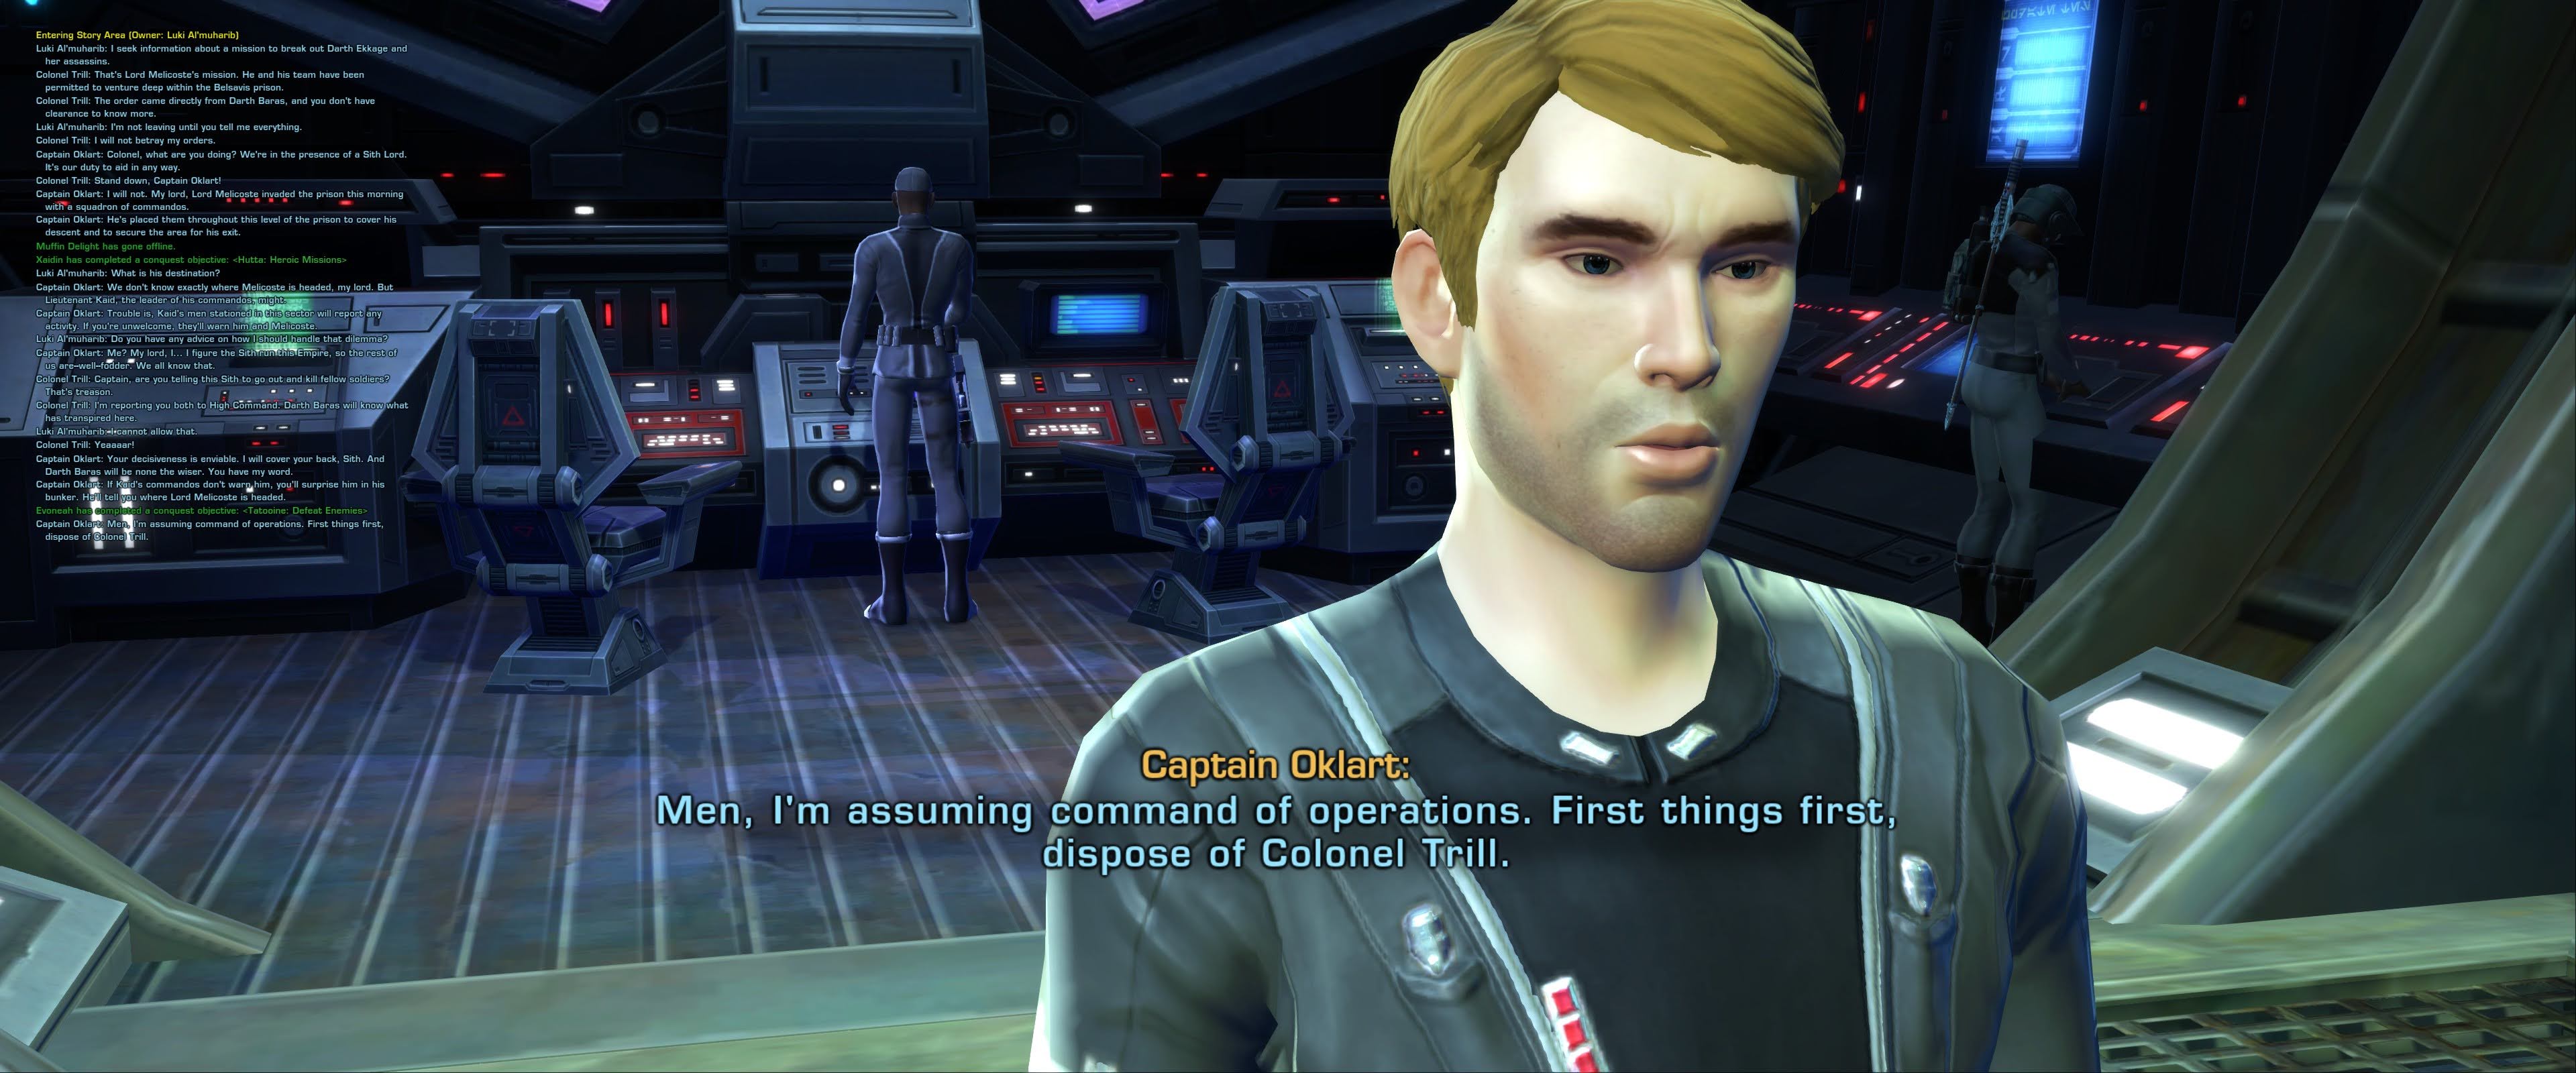 Entering Story Area (Owner: Luki Al'muharib)
Luki Al'muharib: I seek information about a mission to break out Darth Ekkage and
her assassins.
Colonel Trill: That's Lord Melicoste's mission. He and his team have been
permitted to venture deep within the Belsavis prison.
Colonel Trill: The order came directly from Darth Baras, and you don't have
clearance to know more.
Luki Al'muharib: I'm not leaving until you tell me everything.
Colonel Trill: I will not betray my orders.
Captain Oklart: Colonel, what are you doing? We're in the presence of a Sith Lord.
It's our duty to aid in any way.
Colonel Trill: Stand down, Captain Oklart!
Captain Oklart: I will not. My lord, Lord Melicoste invaded the prison this morning
with a squadron of commandos.
Captain Oklart: He's placed them throughout this level of the prison to cover his
descent and to secure the area for his exit.
Muffin Delight has gone offline.
Xaidin has completed a conquest objective: <Hutta: Heroic Missions>
Luki Al'muharib: What is his destination?
Captain Oklart: We don't know exactly where Melicoste is headed, my lord. But
Lieutenant Kaid, the leader of his commandos, might.
Captain Oklart: Trouble is, Kaid's men stationed in this sector will report any
activity. If you're unwelcome, they'll warn him and Melicoste.
Luki Al'muharib: Do you have any advice on how I should handle that dilemma?
Captain Oklart: Me? My lord, I... I figure the Sith run this Empire, so the rest of
us are–well–fodder. We all know that.
Colonel Trill: Captain, are you telling this Sith to go out and kill fellow soldiers?
That's treason.
Colonel Trill: I'm reporting you both to High Command. Darth Baras will know what
has transpired here.
Luki Al'muharib: I cannot allow that.
Colonel Trill: Yeaaaar!
Captain Oklart: Your decisiveness is enviable. I will cover your back, Sith. And
Darth Baras will be none the wiser. You have my word.
Captain Oklart: If Kaid's commandos don't warn him, you'll surprise him in his
bunker. He'll tell you where Lord Melicoste is headed.
Evoneah has completed a conquest objective: <Tatooine: Defeat Enemies>
Captain Oklart: Men, I'm assuming command of operations. First things first,
dispose of Colonel Trill.
Captain Oklart:
Men, I'm assuming command of operations. First things first,
dispose of Colonel Trill.